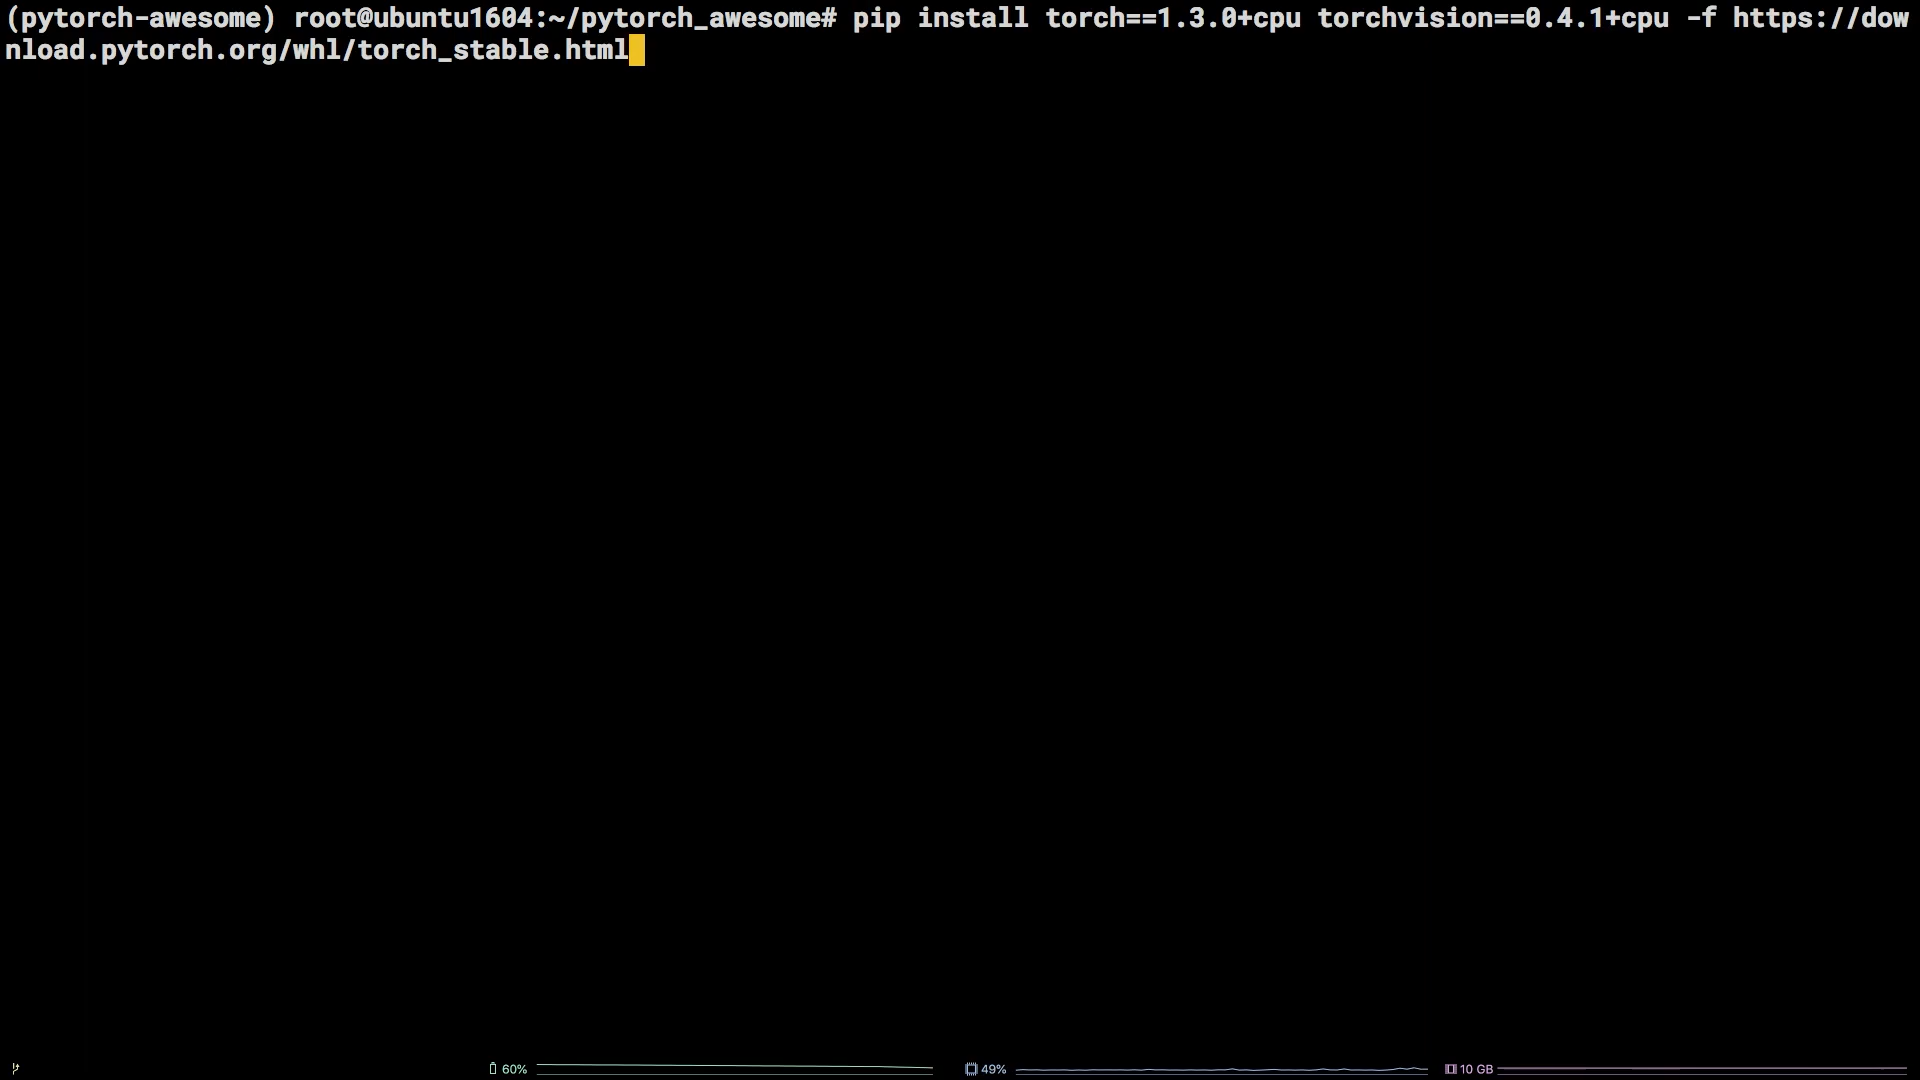 (pytorch-awesome) root@ubuntu1604:~/pytorch_awesome# pip install torch==1.3.0+cpu torchvision==0.4.1+cpu -f https://dow
nload.pytorch.org/whl/torch_stable.html
60% 49% 10 GB